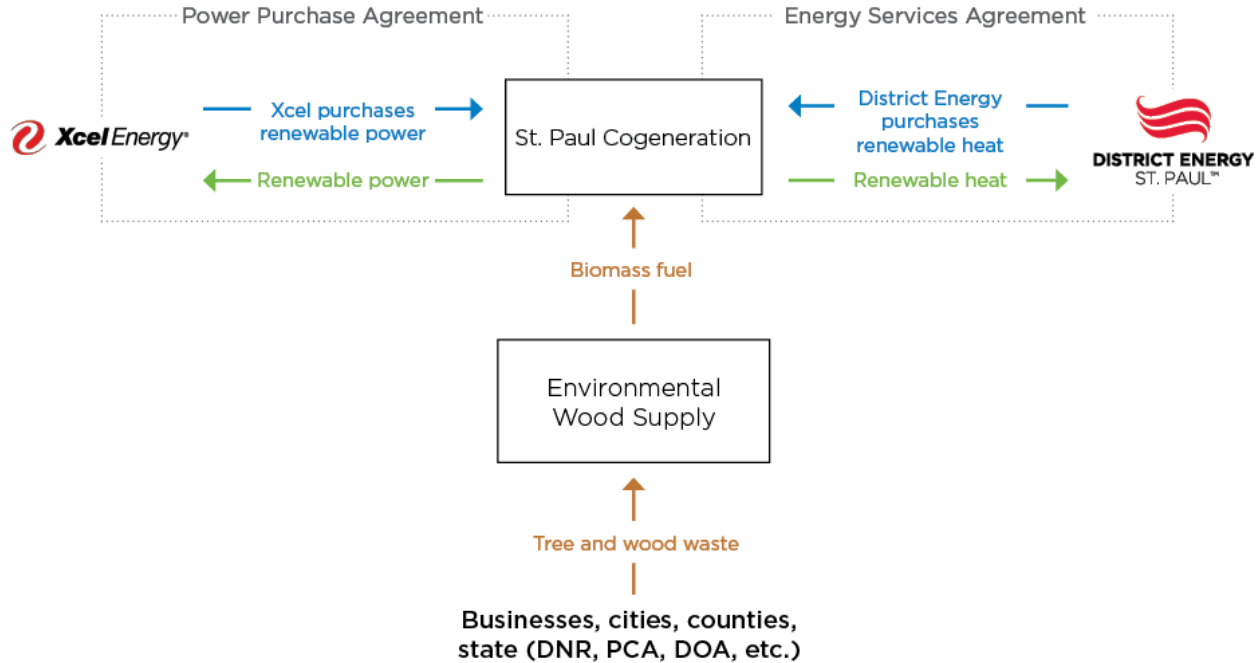 Power Purchase Agreement
Energy Services Agreement
Xcel Energy®
Xcel purchases
renewable power
Renewable power
St. Paul Cogeneration
District Energy
purchases
renewable heat
Renewable heat
DISTRICT ENERGY
ST. PAUL™
Biomass fuel
Environmental
Wood Supply
Tree and wood waste
Businesses, cities, counties,
state (DNR, PCA, DOA, etc.)